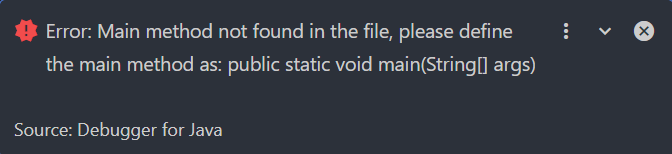 Error: Main method not found in the file, please define
the main method as: public static void main(String[] args)
Source: Debugger for Java